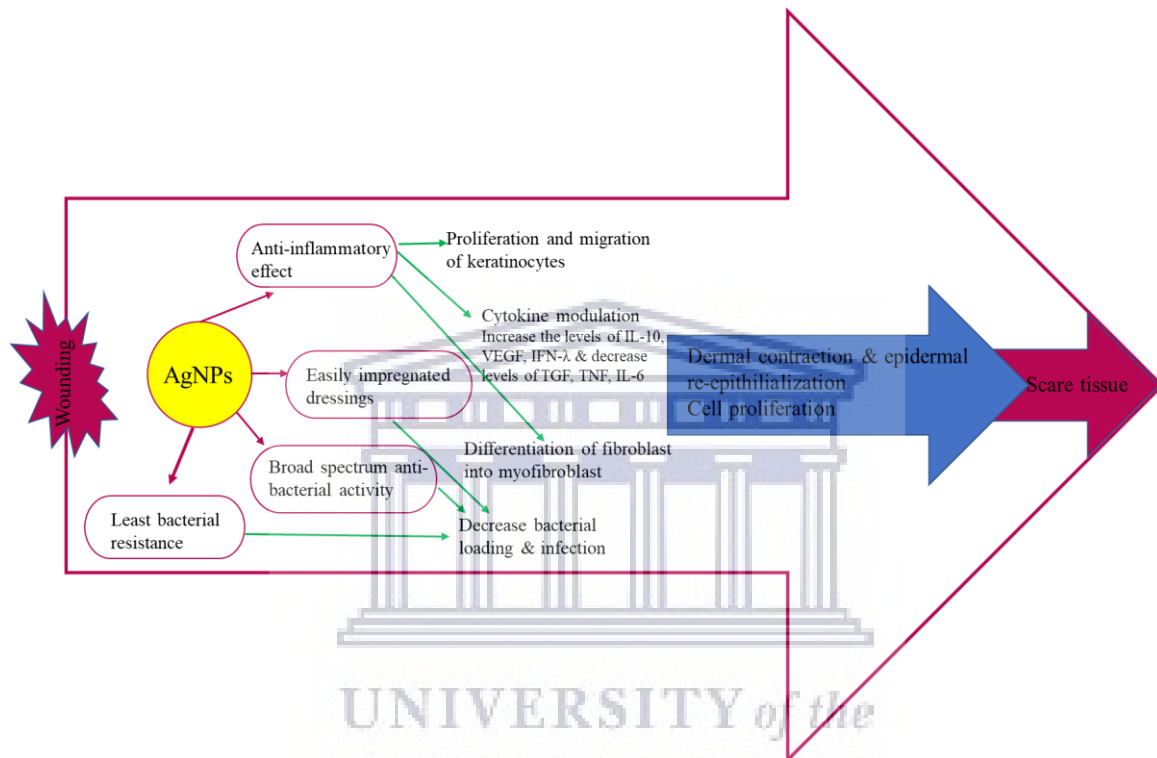 Wounding
AgNPs
Anti-inflammatory
effect
Easily impregnated
dressings
Broad spectrum anti-
bacterial activity
Least bacterial
resistance
Proliferation and migration
of keratinocytes
Cytokine modulation
Increase the levels of IL-10,
VEGF, IFN-λ & decrease
levels of TGF, TNF, IL-6
Differentiation of fibroblast
into myofibroblast
Decrease bacterial
loading & infection
Dermal contraction & epidermal
re-epithilialization
Cell proliferation
Scare tissue
UNIVERSITY of the